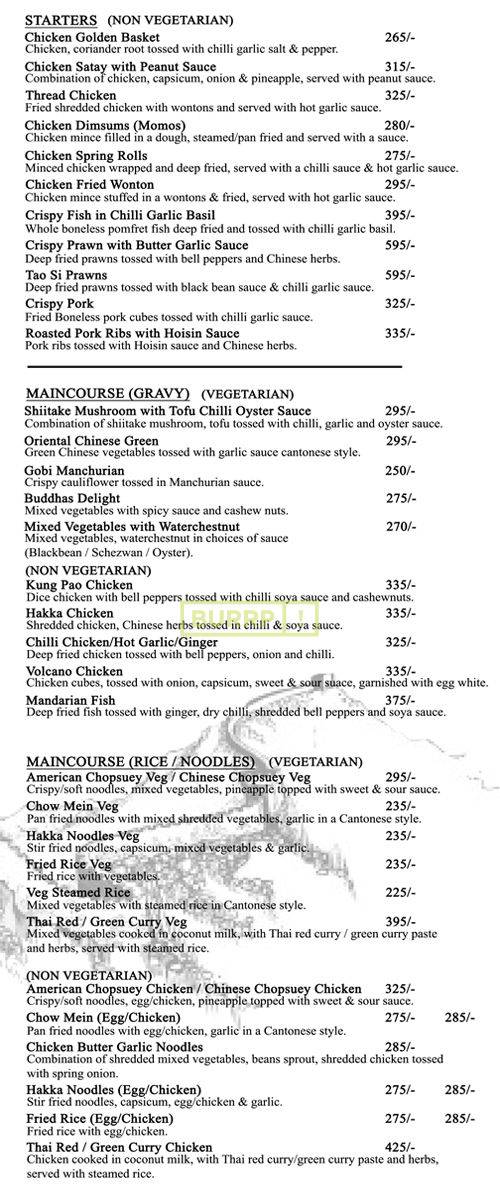 STARTERS (NON VEGETARIAN)
Chicken Golden Basket 265/-
Chicken, coriander root tossed with chilli garlic salt & pepper.
Chicken Satay with Peanut Sauce 315/-
Combination of chicken, capsicum, onion & pineapple, served with peanut sauce.
Thread Chicken 325/-
Fried shredded chicken with wontons and served with hot garlic sauce.
Chicken Dimsums (Momos) 280/-
Chicken mince filled in a dough, steamed/pan fried and served with a sauce.
Chicken Spring Rolls 275/-
Minced chicken wrapped and deep fried, served with a chilli sauce & hot garlic sauce.
Chicken Fried Wonton 295/-
Chicken mince stuffed in a wontons & fried, served with hot garlic sauce.
Crispy Fish in Chilli Garlic Basil 395/-
Whole boneless pomfret fish deep fried and tossed with chilli garlic basil.
Crispy Prawn with Butter Garlic Sauce 595/-
Deep fried prawns tossed with bell peppers and Chinese herbs.
Tao Si Prawns 595/-
Deep fried prawns tossed with black bean sauce & chilli garlic sauce.
Crispy Pork 325/-
Fried Boneless pork cubes tossed with chilli garlic sauce.
Roasted Pork Ribs with Hoisin Sauce 335/-
Pork ribs tossed with Hoisin sauce and Chinese herbs.
MAINCOURSE (GRAVY) (VEGETARIAN)
Shiitake Mushroom with Tofu Chilli Oyster Sauce 295/-
Combination of shiitake mushroom, tofu tossed with chilli, garlic and oyster sauce.
Oriental Chinese Green 295/-
Green Chinese vegetables tossed with garlic sauce cantonese style.
Gobi Manchurian 250/-
Crispy cauliflower tossed in Manchurian sauce.
Buddhas Delight 275/-
Mixed vegetables with spicy sauce and cashew nuts.
Mixed Vegetables with Waterchestnut 270/-
Mixed vegetables, waterchestnut in choices of sauce
(Blackbean / Schezwan / Oyster).
(NON VEGETARIAN)
Kung Pao Chicken 335/-
Dice chicken with bell peppers tossed with chilli soya sauce and cashewnuts.
BURRP!
Hakka Chicken 335/-
Shredded chicken, Chinese herbs tossed in chilli & soya sauce.
Chilli Chicken/Hot Garlic/Ginger 325/-
Deep fried chicken tossed with bell peppers, onion and chilli.
Volcano Chicken 335/-
Chicken cubes, tossed with onion, capsicum, sweet & sour suace, garnished with egg white.
Mandarian Fish 375/-
Deep fried fish tossed with ginger, dry chilli, shredded bell peppers and soya sauce.
MAINCOURSE (RICE / NOODLES) (VEGETARIAN)
American Chopsuey Veg / Chinese Chopsuey Veg 295/-
Crispy/soft noodles, mixed vegetables, pineapple topped with sweet & sour sauce.
Chow Mein Veg 235/-
Pan fried noodles with mixed shredded vegetables, garlic in a Cantonese style.
Hakka Noodles Veg 235/-
Stir fried noodles, capsicum, mixed vegetables & garlic.
Fried Rice Veg 235/-
Fried rice with vegetables.
Veg Steamed Rice 225/-
Mixed vegetables with steamed rice in Cantonese style.
Thai Red / Green Curry Veg 395/-
Mixed vegetables cooked in coconut milk, with Thai red curry / green curry paste
and herbs, served with steamed rice.
(NON VEGETARIAN)
American Chopsuey Chicken / Chinese Chopsuey Chicken 325/-
Crispy/soft noodles, egg/chicken, pineapple topped with sweet & sour sauce.
Chow Mein (Egg/Chicken) 275/- 285/-
Pan fried noodles with egg/chicken, garlic in a Cantonese style.
Chicken Butter Garlic Noodles 285/-
Combination of shredded mixed vegetables, beans sprout, shredded chicken tossed
with spring onion.
Hakka Noodles (Egg/Chicken) 275/- 285/-
Stir fried noodles, capsicum, egg/chicken & garlic.
Fried Rice (Egg/Chicken) 275/- 285/-
Fried rice with egg/chicken.
Thai Red / Green Curry Chicken 425/-
Chicken cooked in coconut milk, with Thai red curry/green curry paste and herbs,
served with steamed rice.